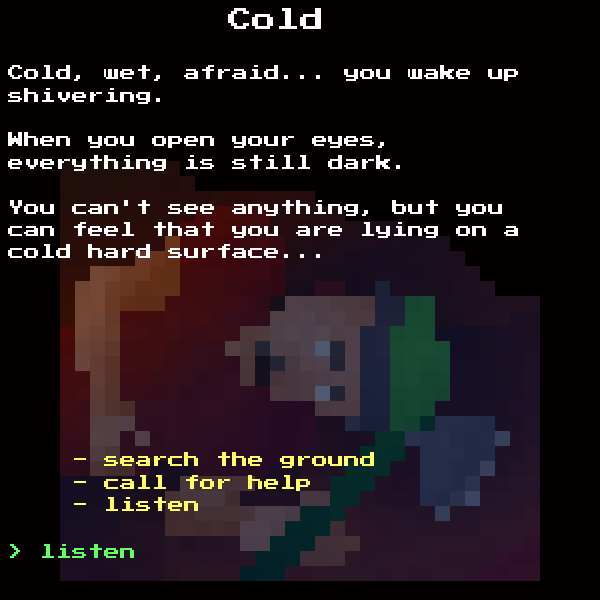 Cold
Cold, wet, afraid... you wake up
shivering.
When you open your eyes,
everything is still dark.
You can't see anything, but you
can feel that you are lying on a
cold hard surface...
- search the ground
- call for help
- listen
> listen